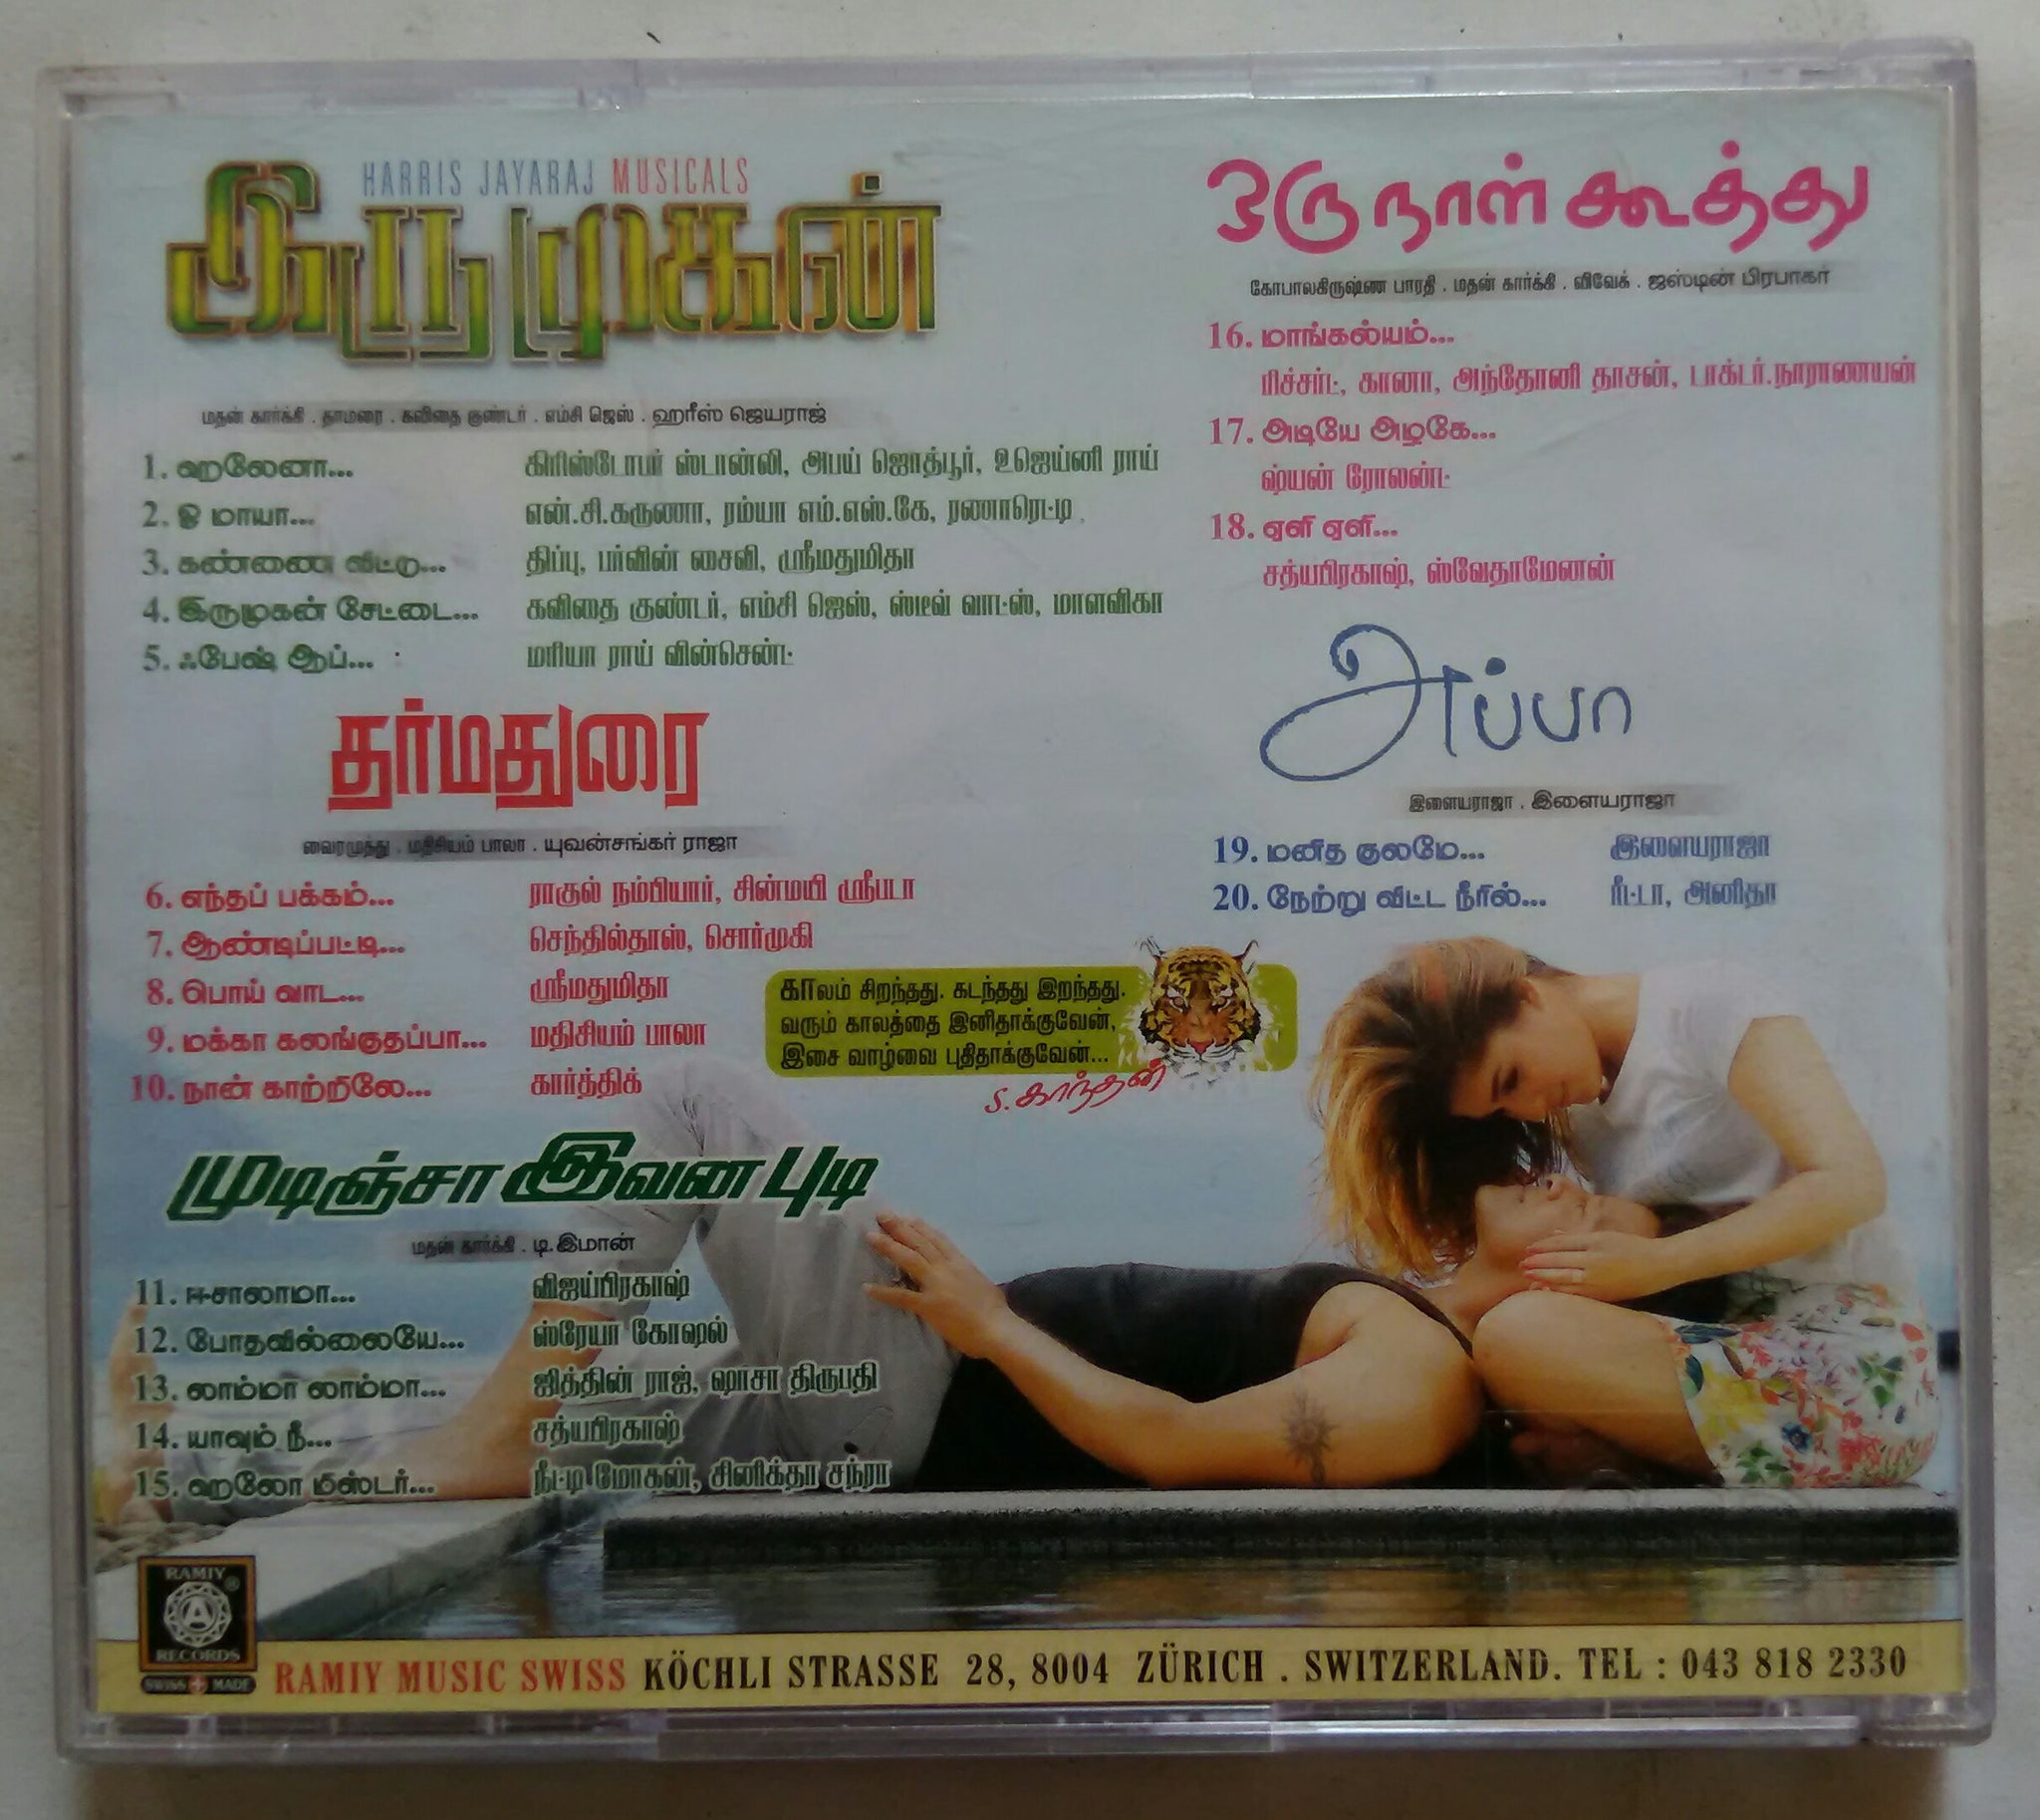 HARRIS JAYARAJ MUSICALS
இருமுகன்
மதன் கார்க்கி . தாமரை . கவிதை குண்டர் . எம்சி ஜெஸ் . ஹரீஸ் ஜெயராஜ்
1. ஹலேனா... கிரிஸ்டோபர் ஸ்டான்லி, அபய் ஜொத்பூர், உஜெய்னி ராய்
2. ஓ மாயா... என்.சி.கருணா, ரம்யா எம்.எஸ்.கே, ரணாரெட்டி
3. கண்ணை விட்டு... திப்பு, பர்வின் சைவி, ஸ்ரீமதுமிதா
4. இருமுகன் சேட்டை... கவிதை குண்டர், எம்சி ஜெஸ், ஸ்டீவ் வாட்ஸ், மாளவிகா
5. ஃபேஷ் ஆப்... மரியா ராய் வின்சென்ட்
தர்மதுரை
வைரமுத்து . மதிசியம் பாலா . யுவன்சங்கர் ராஜா
6. எந்தப் பக்கம்... ராகுல் நம்பியார், சின்மயி ஸ்ரீபடா
7. ஆண்டிப்பட்டி... செந்தில்தாஸ், சொர்முகி
8. பொய் வாட... ஸ்ரீமதுமிதா
9. மக்கா கலங்குதப்பா... மதிசியம் பாலா
10. நான் காற்றிலே... கார்த்திக்
முடிஞ்சா இவன புடி
மதன் கார்க்கி . டி.இமான்
11. ஈசாலாமா... விஜய்பிரகாஷ்
12. போதவில்லையே... ஸ்ரேயா கோஷல்
13. லாம்மா லாம்மா... ஜித்தின் ராஜ், ஷாசா திருபதி
14. யாவும் நீ... சத்யபிரகாஷ்
15. ஹலோ மிஸ்டர்... நீட்டி மோகன், சினிக்தா சந்ரா
ஒரு நாள் கூத்து
கோபாலகிருஷ்ண பாரதி . மதன் கார்க்கி . விவேக் . ஜஸ்டின் பிரபாகர்
16. மாங்கல்யம்...
ரிச்சர்ட், கானா, அந்தோனி தாசன், டாக்டர்.நாராணயன்
17. அடியே அழகே...
ஷ்யன் ரோலண்ட்
18. ஏளி ஏளி...
சத்யபிரகாஷ், ஸ்வேதாமேனன்
அப்பா
இளையராஜா . இளையராஜா
19. மனித குலமே... இளையராஜா
20. நேற்று விட்ட நீரில்... ரீட்டா, அனிதா
காலம் சிறந்தது. கடந்தது இறந்தது.
வரும் காலத்தை இனிதாக்குவேன்,
இசை வாழ்வை புதிதாக்குவேன்...
S. காந்தன்
RAMIY
A
RECORDS
SWISS MADE
RAMIY MUSIC SWISS KÖCHLI STRASSE 28, 8004 ZÜRICH . SWITZERLAND. TEL : 043 818 2330